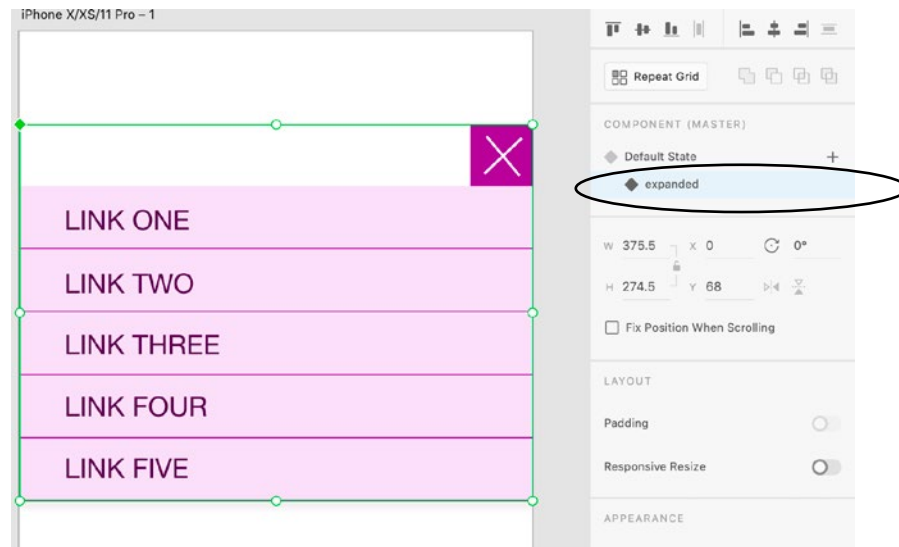 iPhone X/XS/11 Pro – 1
LINK ONE
LINK TWO
LINK THREE
LINK FOUR
LINK FIVE
Repeat Grid
COMPONENT (MASTER)
Default State +
expanded
W 375.5 X 0 0°
H 274.5 Y 68
Fix Position When Scrolling
LAYOUT
Padding
Responsive Resize
APPEARANCE